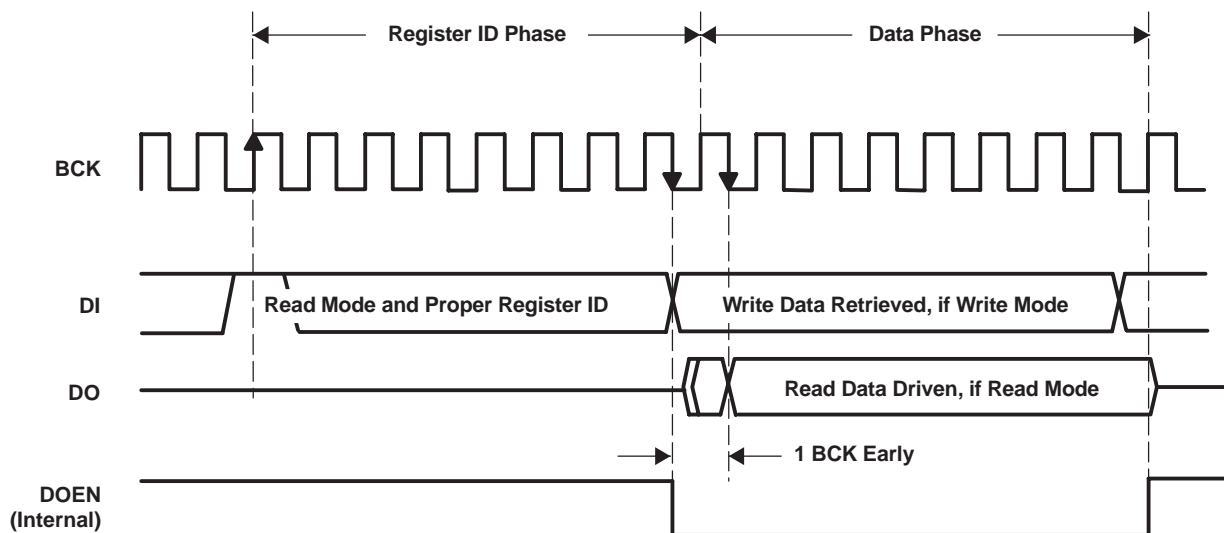 Register ID Phase
Data Phase
BCK
DI
Read Mode and Proper Register ID
Write Data Retrieved, if Write Mode
DO
Read Data Driven, if Read Mode
1 BCK Early
DOEN
(Internal)